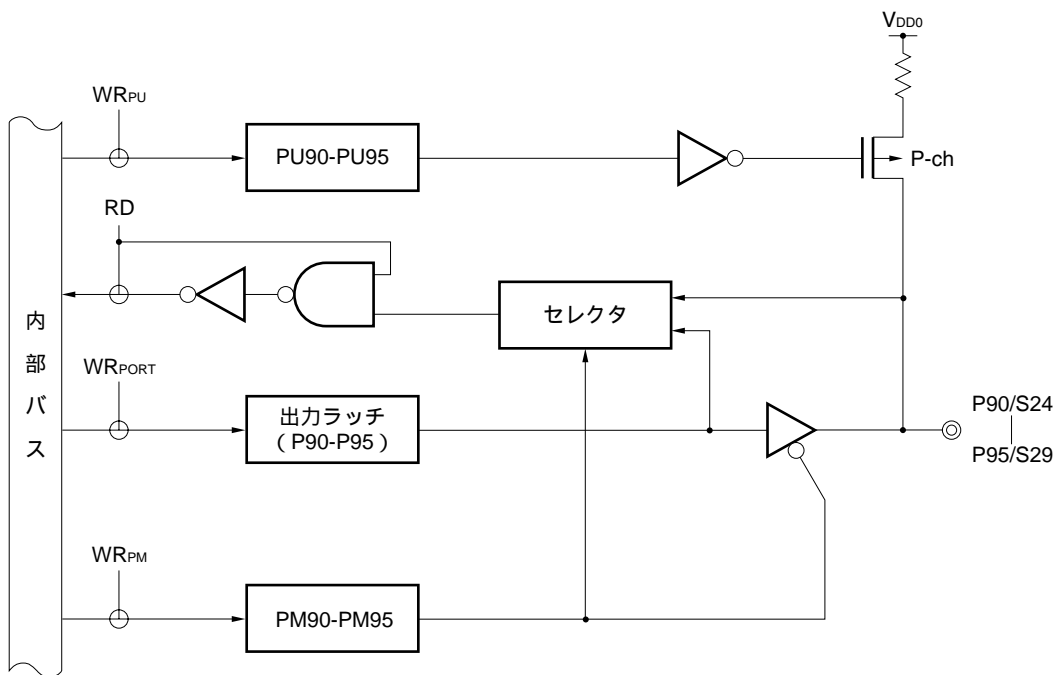 VDD0
WRPU
PU90-PU95
P-ch
RD
セレクタ
内部バス
WRPORT
出力ラッチ
(P90-P95)
P90/S24
P95/S29
WRPM
PM90-PM95